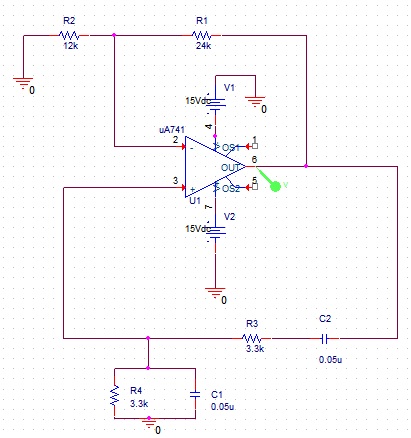 R2
R1
12k
24k
0
V1
15Vdc
0
uA741
4
2
-
OS1
1
6
OUT
3
+
OS2
5
U1
7
V2
15Vdc
0
C2
R3
3.3k
0.05u
R4
3.3k
C1
0.05u
0